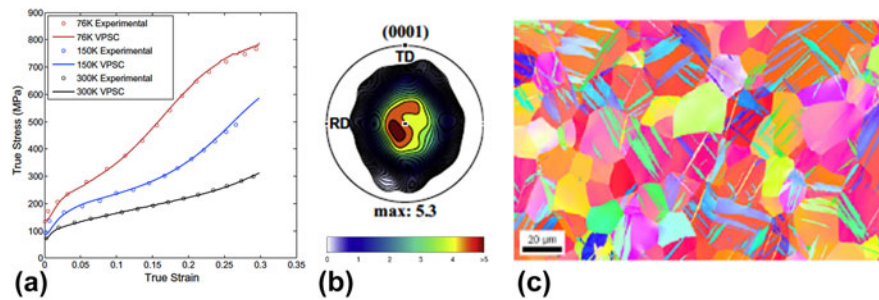 900
800
700
600
500
400
300
200
100
0
True Stress (MPa)
76K Experimental
76K VPSC
150K Experimental
150K VPSC
300K Experimental
300K VPSC
0
0.05
0.1
0.15
0.2
0.25
0.3
0.35
True Strain
(a)
(0001)
TD
RD
max: 5.3
0
1
2
3
4
>5
(b)
20 µm
(c)